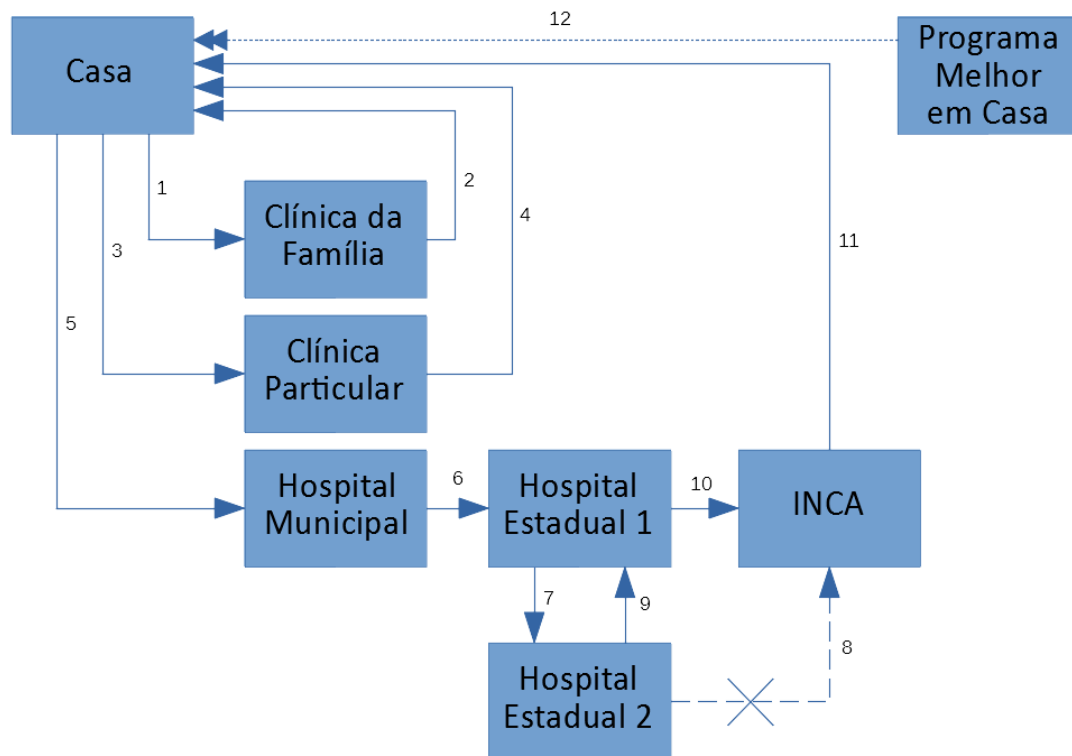 12
Casa
Programa
Melhor
em Casa
1
2
Clínica da
Família
3
4
11
5
Clínica
Particular
Hospital
Municipal
6
Hospital
Estadual 1
10
INCA
7
9
8
Hospital
Estadual 2